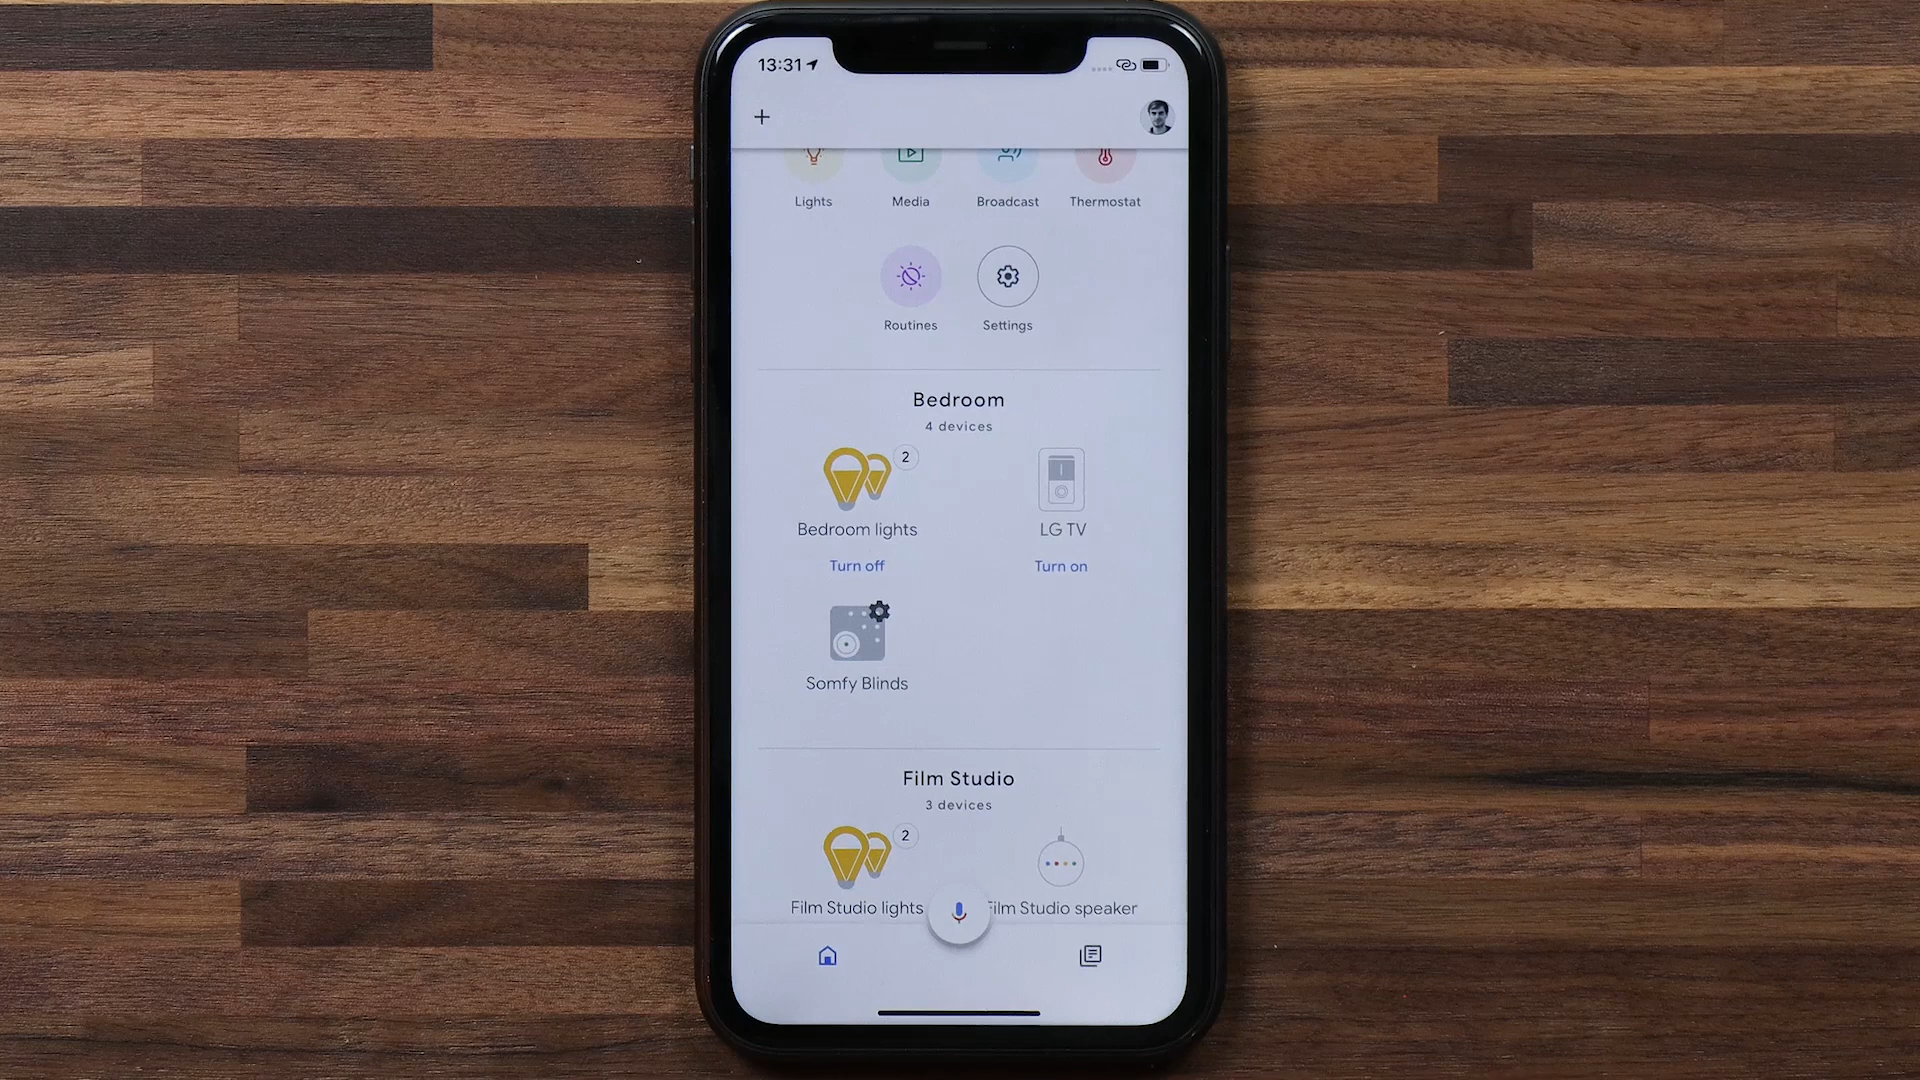 13:31
Lights Media Broadcast Thermostat
Routines Settings
Bedroom
4 devices
2
Bedroom lights LG TV
Turn off Turn on
Somfy Blinds
Film Studio
3 devices
2
Film Studio lights Film Studio speaker